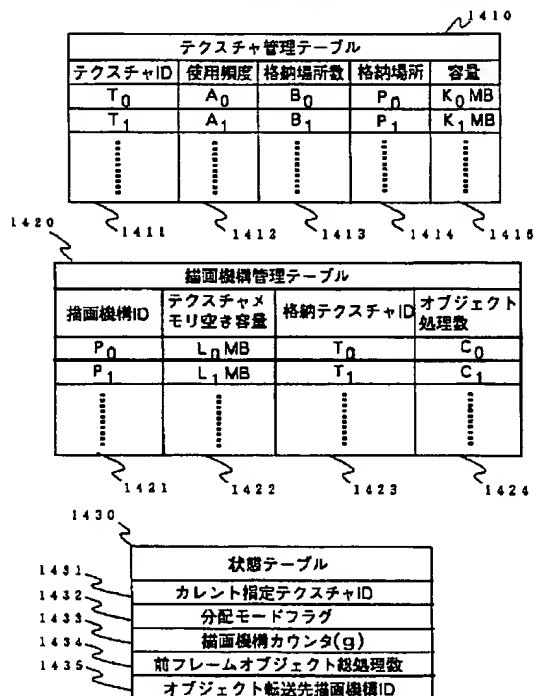 1410
テクスチャ管理テーブル
テクスチャID 使用頻度 格納場所数 格納場所 容量
T0 A0 B0 P0 K0 MB
T1 A1 B1 P1 K1 MB
1411 1412 1413 1414 1415
1420
描画機構管理テーブル
描画機構ID テクスチャメモリ空き容量 格納テクスチャID オブジェクト処理数
P0 L0 MB T0 C0
P1 L1 MB T1 C1
1421 1422 1423 1424
1430
状態テーブル
1431 カレント指定テクスチャID
1432 分配モードフラグ
1433 描画機構カウンタ(g)
1434 前フレームオブジェクト総処理数
1435 オブジェクト転送先描画機構ID